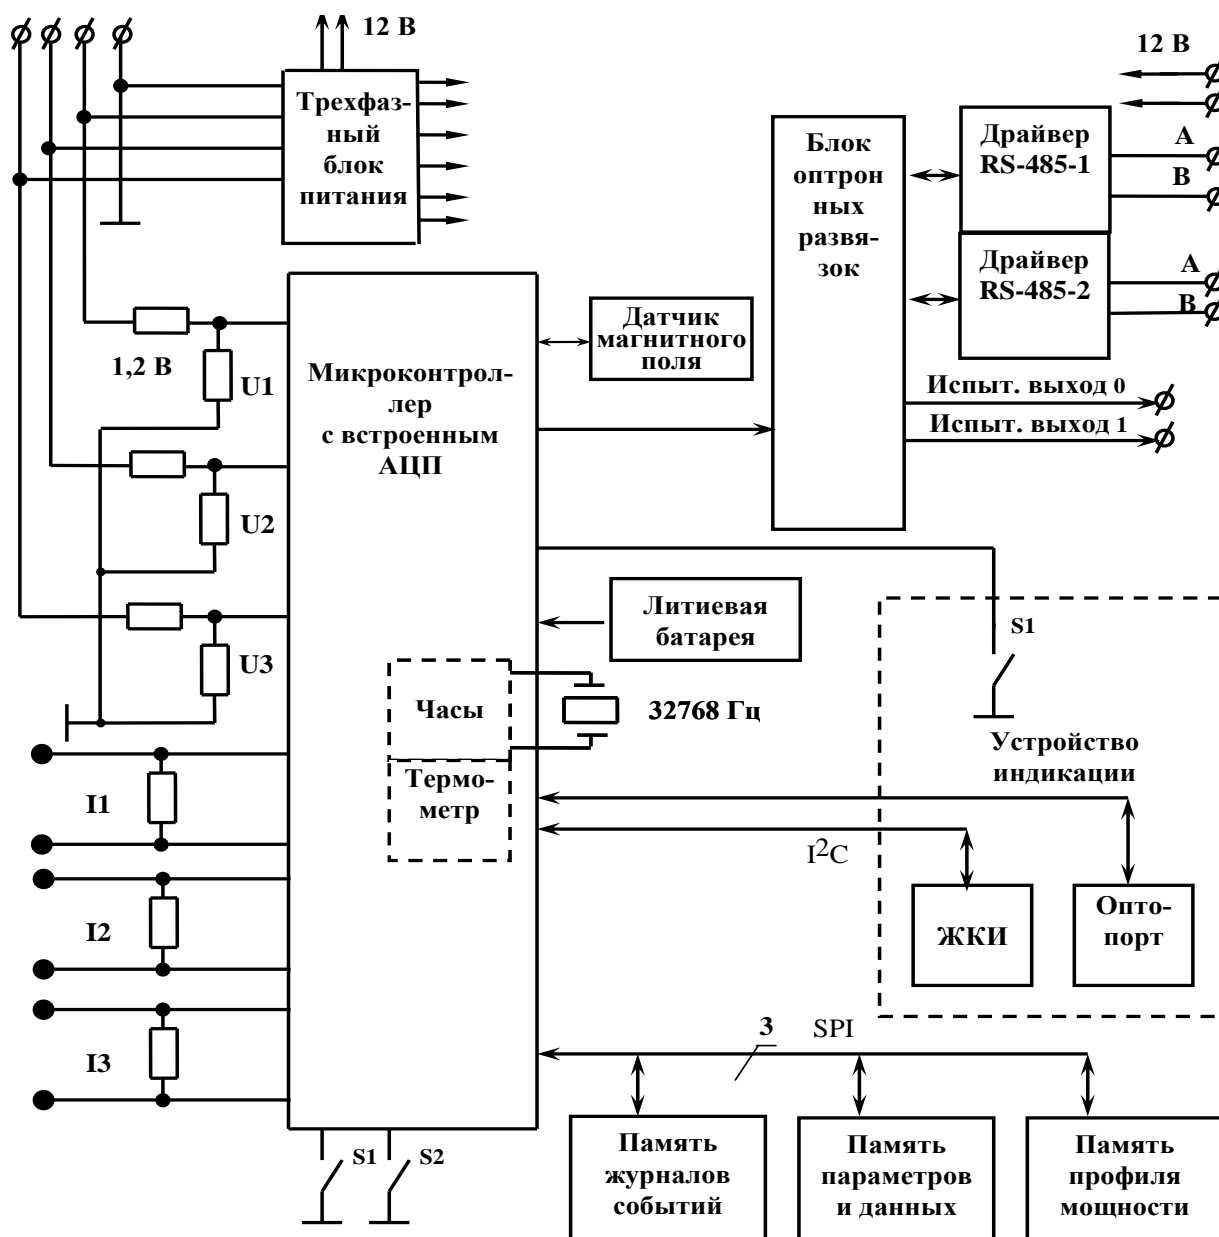 12 В
Трехфаз-
ный
блок
питания
12 В
Блок
оптрон
ных
развя-
зок
Драйвер
RS-485-1
А
В
Драйвер
RS-485-2
А
В
Датчик
магнитного
поля
1,2 В
U1
Микроконтрол-
лер
с встроенным
АЦП
Испыт. выход 0
Испыт. выход 1
U2
Литиевая
батарея
S1
U3
Часы
32768 Гц
Термо-
метр
Устройство
индикации
I1
I2C
ЖКИ
Опто-
порт
I2
I3
3
SPI
S1
S2
Память
журналов
событий
Память
параметров
и данных
Память
профиля
мощности